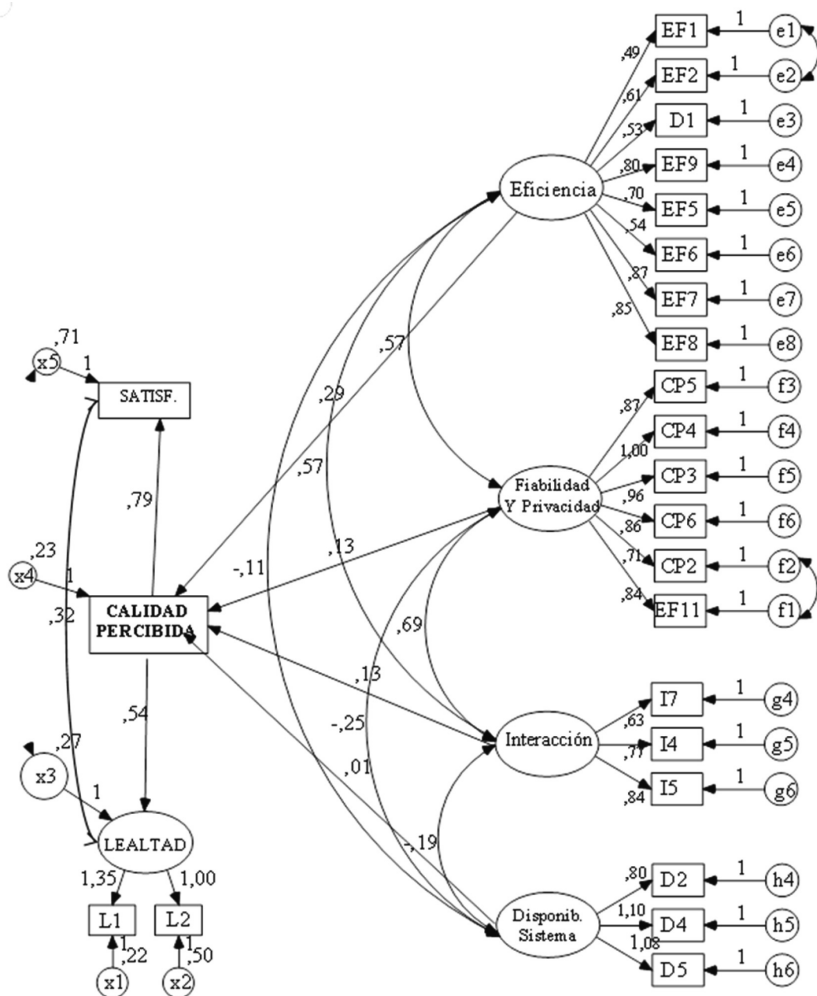 EF1 1 e1
,49
EF2 1 e2
,61
D1 1 e3
,53
EF9 1 e4
,80
EF5 1 e5
,70
EF6 1 e6
,54
EF7 1 e7
,87
EF8 1 e8
,85
Eficiencia
CP5 1 f3
,87
CP4 1 f4
1,00
CP3 1 f5
,96
CP6 1 f6
,86
CP2 1 f2
,71
EF11 1 f1
,84
Fiabilidad
Y Privacidad
I7 1 g4
,63
I4 1 g5
,77
I5 1 g6
,84
Interacción
D2 1 h4
,80
D4 1 h5
1,10
D5 1 h6
1,08
Disponib.
Sistema
,57
,29
,57
-,11
,13
,69
,13
-,25
,01
-,19
,71
x5 1
SATISF.
,79
,23
x4 1
,32
CALIDAD
PERCIBIDA
,54
,27
x3 1
LEALTAD
1,35 1,00
L1 L2
1 1
,22 ,50
x1 x2